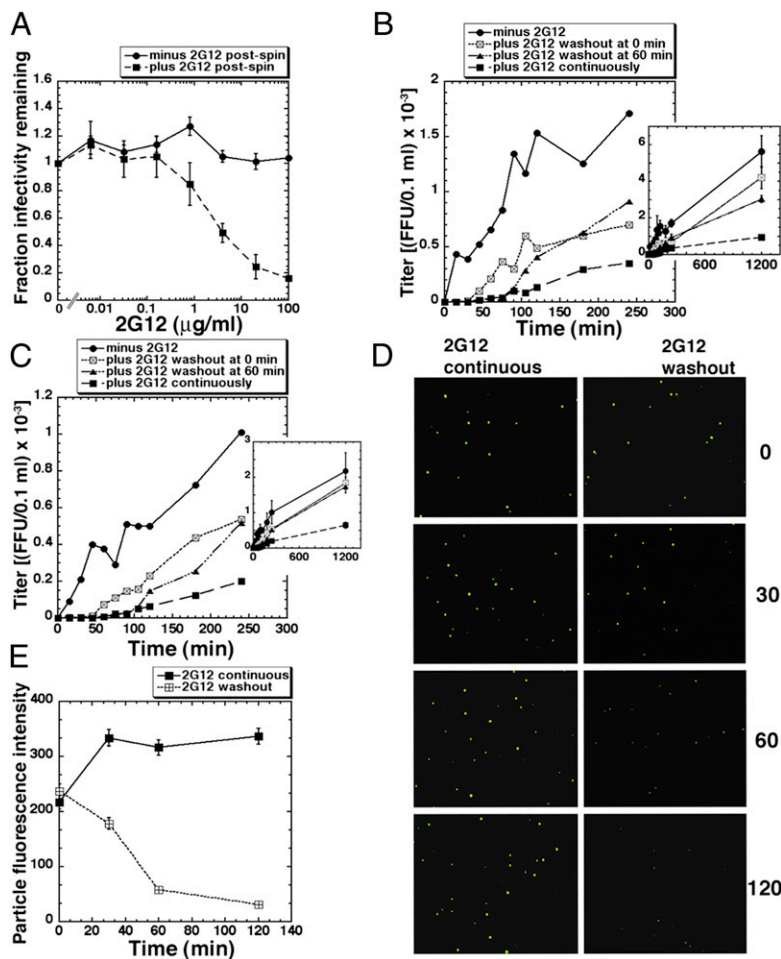 A
minus 2G12 post-spin
plus 2G12 post-spin
Fraction infectivity remaining
1.6
1.4
1.2
1.0
0.8
0.6
0.4
0.2
0
0 0.01 0.1 1 10 100
2G12 (μg/ml)
B
minus 2G12
plus 2G12 washout at 0 min
plus 2G12 washout at 60 min
plus 2G12 continuously
Titer [(FFU/0.1 ml) x 10-3)
2
1.5
1
0.5
0
0 50 100 150 200 250 300
Time (min)
6
4
2
0
0 600 1200
C
minus 2G12
plus 2G12 washout at 0 min
plus 2G12 washout at 60 min
plus 2G12 continuously
Titer [(FFU/0.1 ml) x 10-3)
1.2
1
0.8
0.6
0.4
0.2
0
0 50 100 150 200 250 300
Time (min)
3
2
1
0
0 400 800 1200
D
2G12 continuous
2G12 washout
0
30
60
120
E
2G12 continuous
2G12 washout
Particle fluorescence intensity
400
300
200
100
0
0 20 40 60 80 100 120 140
Time (min)